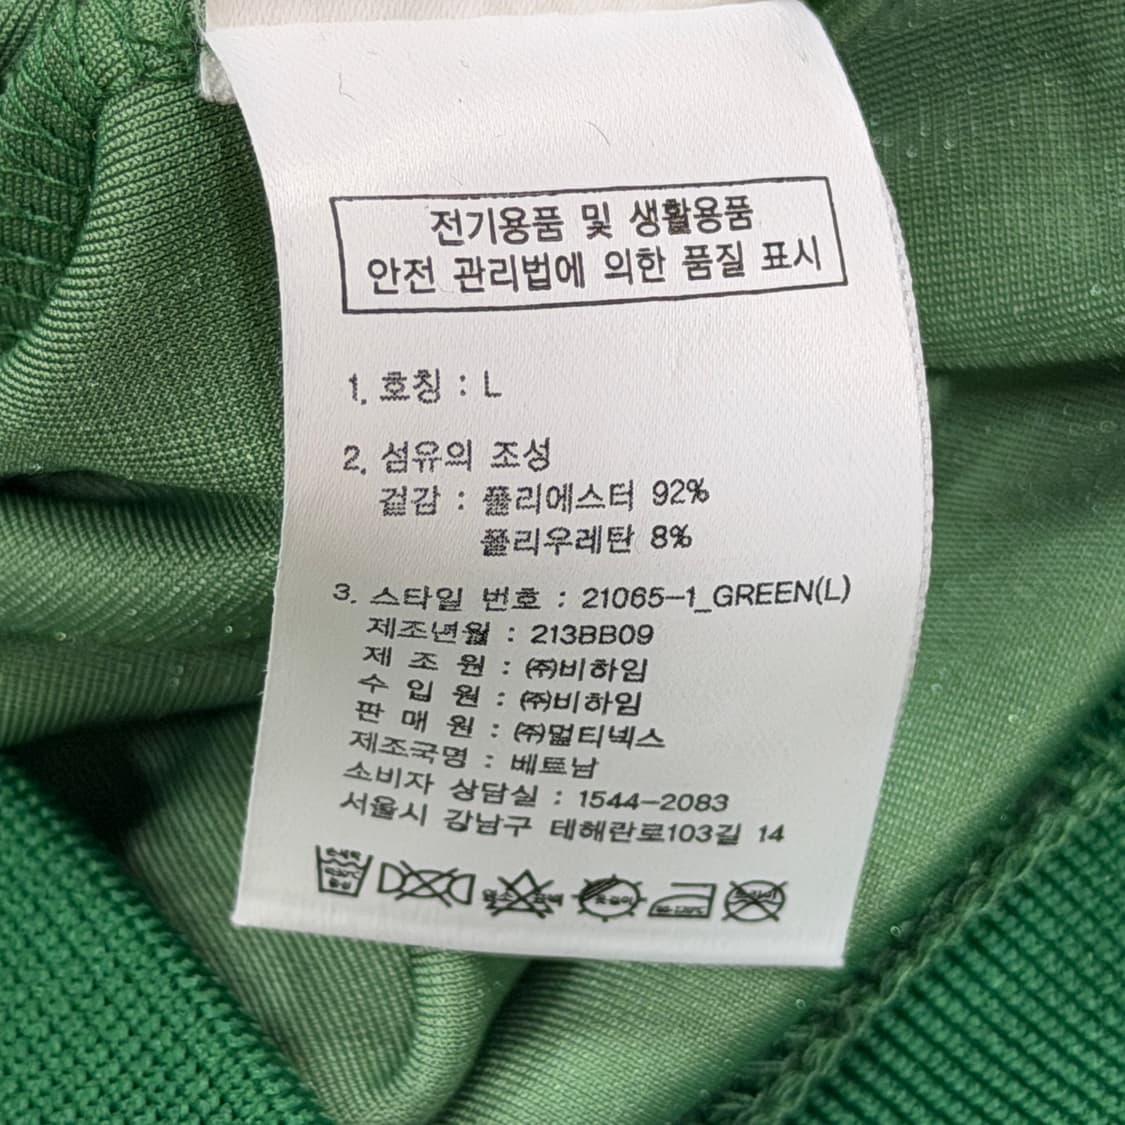 전기용품 및 생활용품
안전 관리법에 의한 품질 표시
1. 호칭 : L
2. 섬유의 조성
겉감 : 폴리에스터 92%
폴리우레탄 8%
3. 스타일 번호 : 21065-1_GREEN(L)
제조년월 : 213BB09
제 조 원 : ㈜비하임
수 입 원 : ㈜비하임
판 매 원 : ㈜멀티넥스
제조국명 : 베트남
소비자 상담실 : 1544-2083
서울시 강남구 테헤란로103길 14